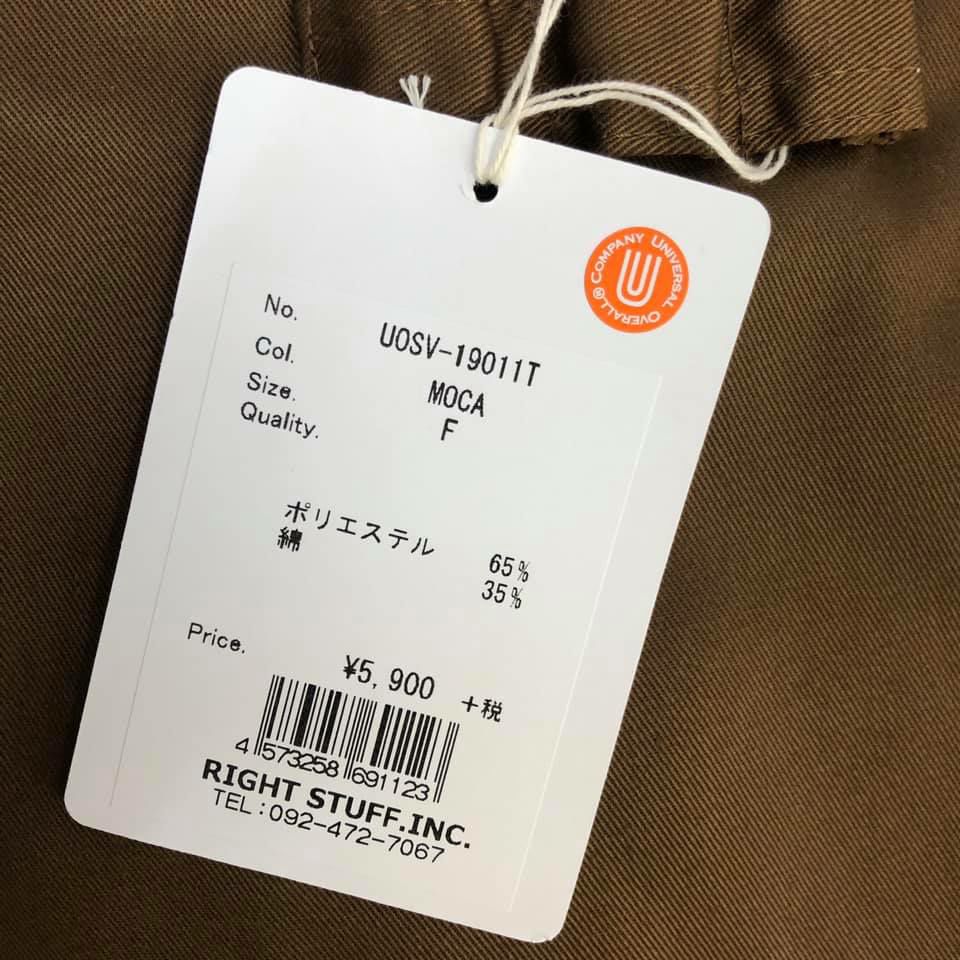 COMPANY UNIVERSAL OVERALL®
U
No. UOSV-19011T
Col. MOCA
Size. F
Quality.
ポリエステル 65%
綿 35%
Price. ¥5,900 +税
4 573258 691123
RIGHT STUFF.INC.
TEL:092-472-7067